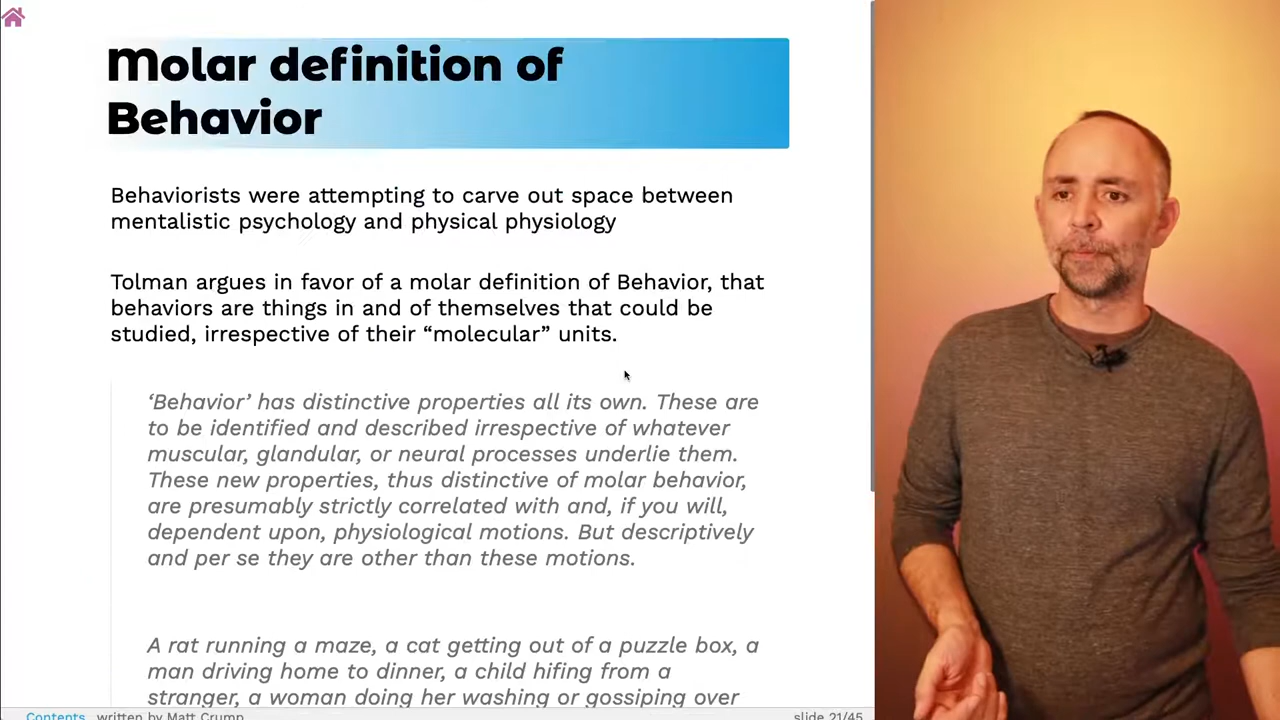 Molar definition of
Behavior
Behaviorists were attempting to carve out space between
mentalistic psychology and physical physiology
Tolman argues in favor of a molar definition of Behavior, that
behaviors are things in and of themselves that could be
studied, irrespective of their “molecular” units.
‘Behavior’ has distinctive properties all its own. These are
to be identified and described irrespective of whatever
muscular, glandular, or neural processes underlie them.
These new properties, thus distinctive of molar behavior,
are presumably strictly correlated with and, if you will,
dependent upon, physiological motions. But descriptively
and per se they are other than these motions.
A rat running a maze, a cat getting out of a puzzle box, a
man driving home to dinner, a child hifing from a
stranger, a woman doing her washing or gossiping over
Contents written by Matt Crump
slide 21/45